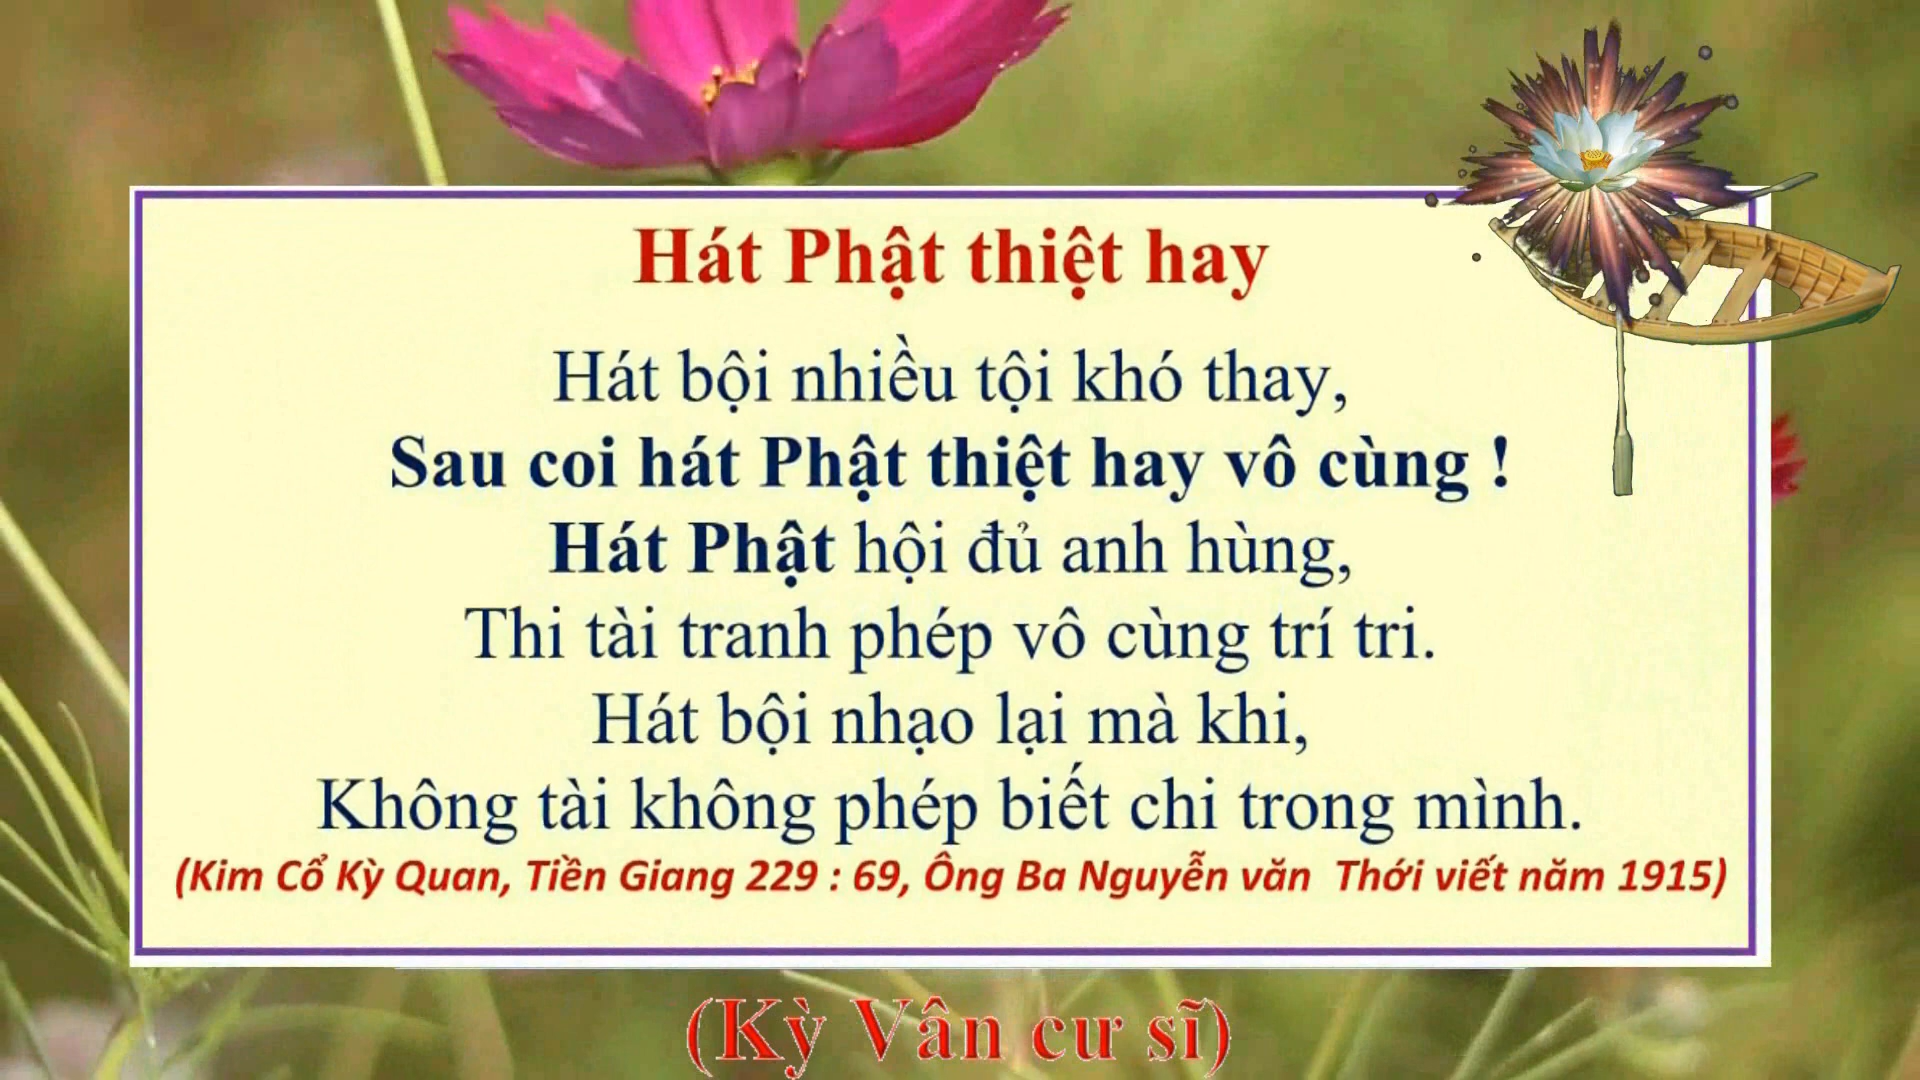 Hát Phật thiệt hay
Hát bội nhiều tội khó thay,
Sau coi hát Phật thiệt hay vô cùng !
Hát Phật hội đủ anh hùng,
Thi tài tranh phép vô cùng trí tri.
Hát bội nhạo lại mà khi,
Không tài không phép biết chi trong mình.
(Kim Cổ Kỳ Quan, Tiền Giang 229 : 69, Ông Ba Nguyễn văn Thới viết năm 1915)
(Kỳ Vân cư sĩ)